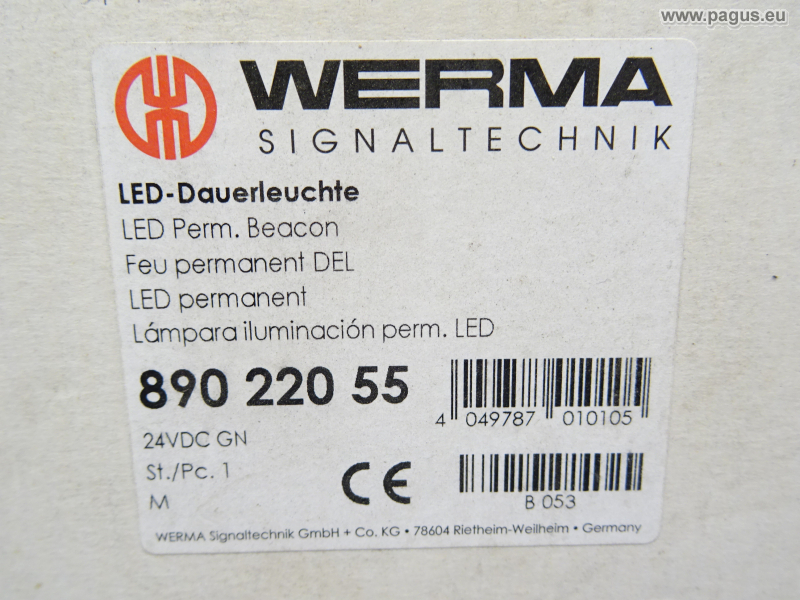 www.pagus.eu
WERMA
SIGNALTECHNIK
LED-Dauerleuchte
LED Perm. Beacon
Feu permanent DEL
LED permanent
Lámpara iluminación perm. LED
890 220 55
4 049787 010105
24VDC GN
St./Pc. 1
M
CE
B 053
WERMA Signaltechnik GmbH + Co. KG • 78604 Rietheim-Weilheim • Germany